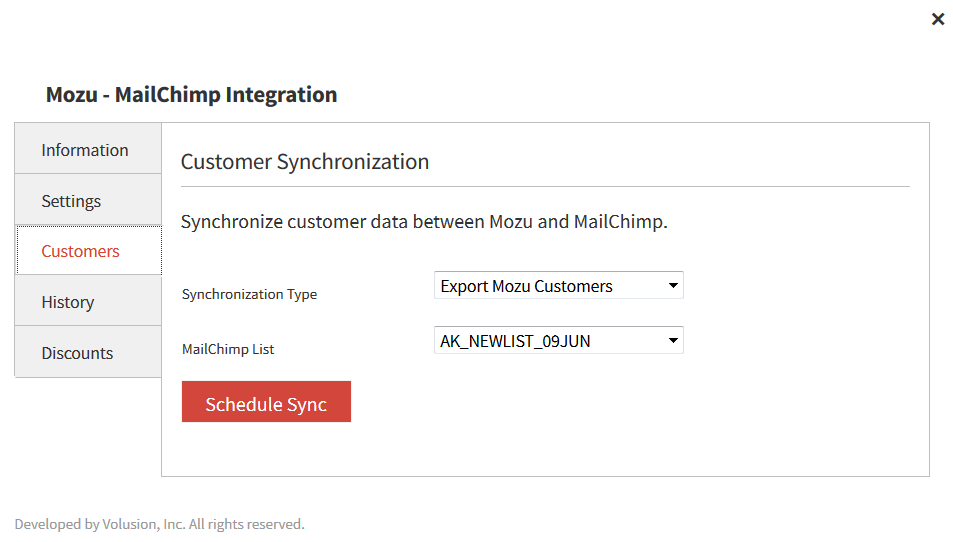 Mozu - MailChimp Integration
Information
Settings
Customers
History
Discounts
Customer Synchronization
Synchronize customer data between Mozu and MailChimp.
Synchronization Type
Export Mozu Customers
MailChimp List
AK_NEWLIST_09JUN
Schedule Sync
Developed by Volusion, Inc. All rights reserved.